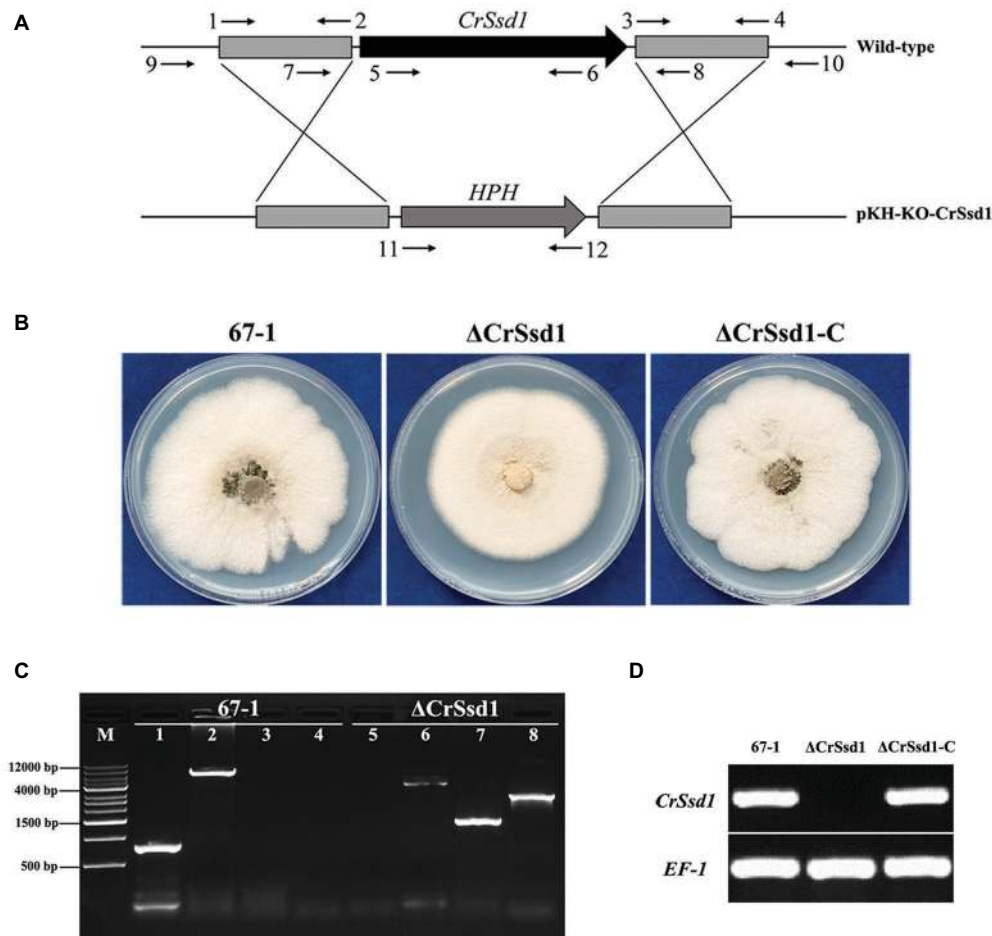 A
1 2 CrSsd1 3 4
Wild-type
9 7 5 6 8 10
HPH
pKH-KO-CrSsd1
11 12
B
67-1 ΔCrSsd1 ΔCrSsd1-C
C
67-1 ΔCrSsd1
M 1 2 3 4 5 6 7 8
12000 bp
4000 bp
1500 bp
500 bp
D
67-1 ΔCrSsd1 ΔCrSsd1-C
CrSsd1
EF-1